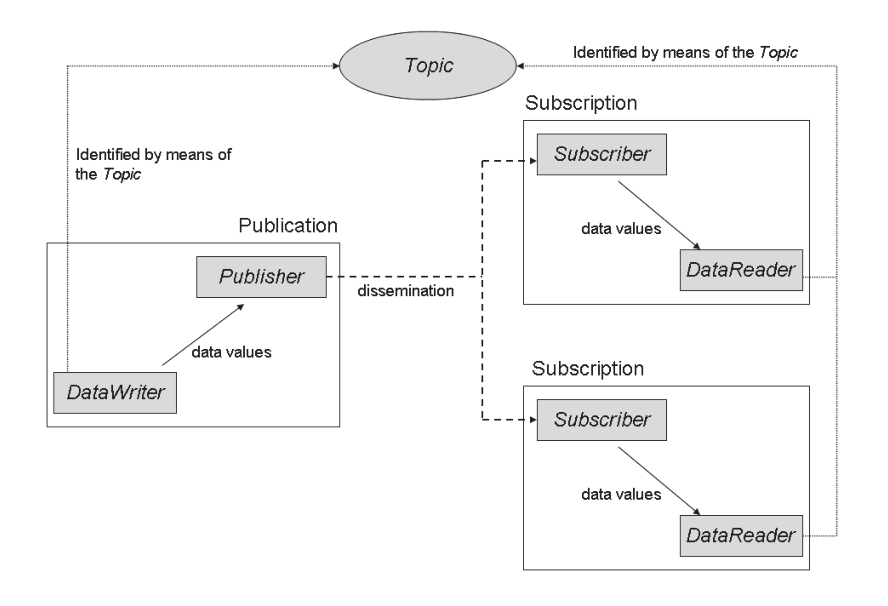 Topic
Identified by means of the Topic
Subscription
Subscriber
data values
DataReader
Identified by means of
the Topic
Publication
Publisher
dissemination
data values
DataWriter
Subscription
Subscriber
data values
DataReader